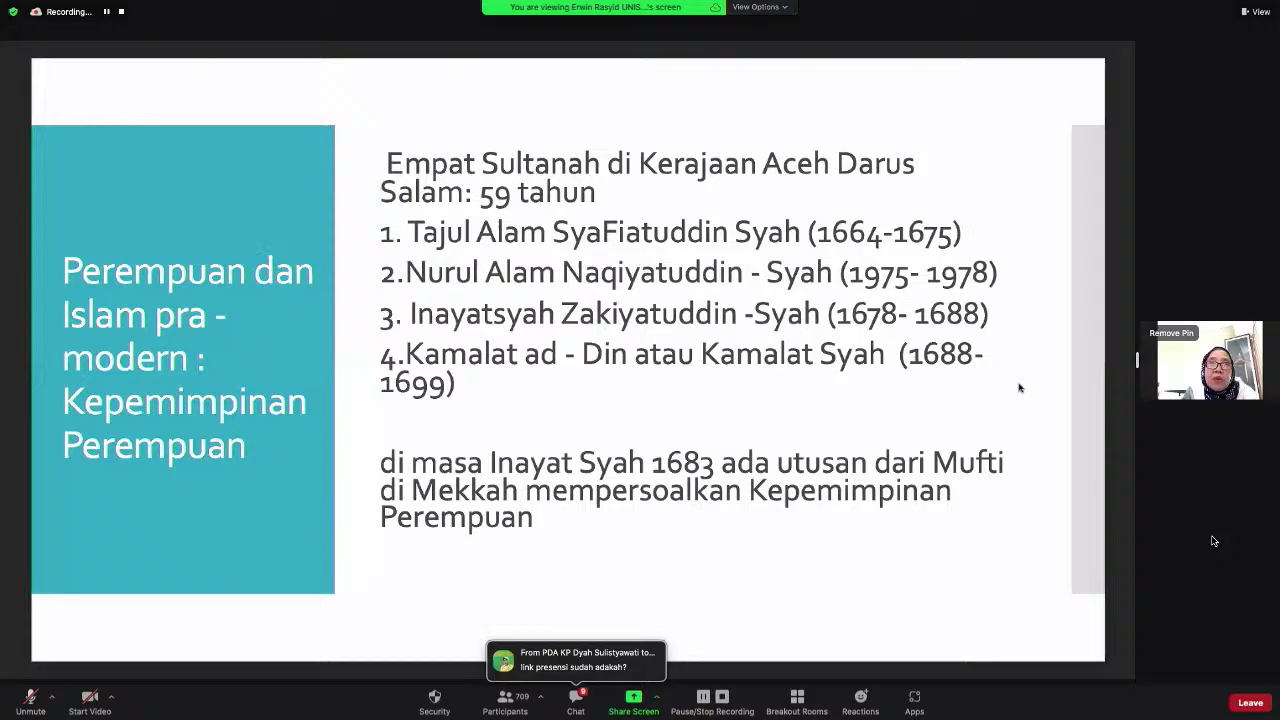 Recording...
You are viewing Erwin Rasyid UNIS...'s screen
View Options
View
Perempuan dan
Islam pra -
modern :
Kepemimpinan
Perempuan
Empat Sultanah di Kerajaan Aceh Darus
Salam: 59 tahun
1. Tajul Alam SyaFiatuddin Syah (1664-1675)
2.Nurul Alam Naqiyatuddin - Syah (1975- 1978)
3. Inayatsyah Zakiyatuddin -Syah (1678- 1688)
4.Kamalat ad - Din atau Kamalat Syah (1688-
1699)
di masa Inayat Syah 1683 ada utusan dari Mufti
di Mekkah mempersoalkan Kepemimpinan
Perempuan
Remove Pin
From PDA KP Dyah Sulistyawati to...
link presensi sudah adakah?
Unmute
Start Video
Security
Participants
709
Chat
9
Share Screen
Pause/Stop Recording
Breakout Rooms
Reactions
Apps
Leave